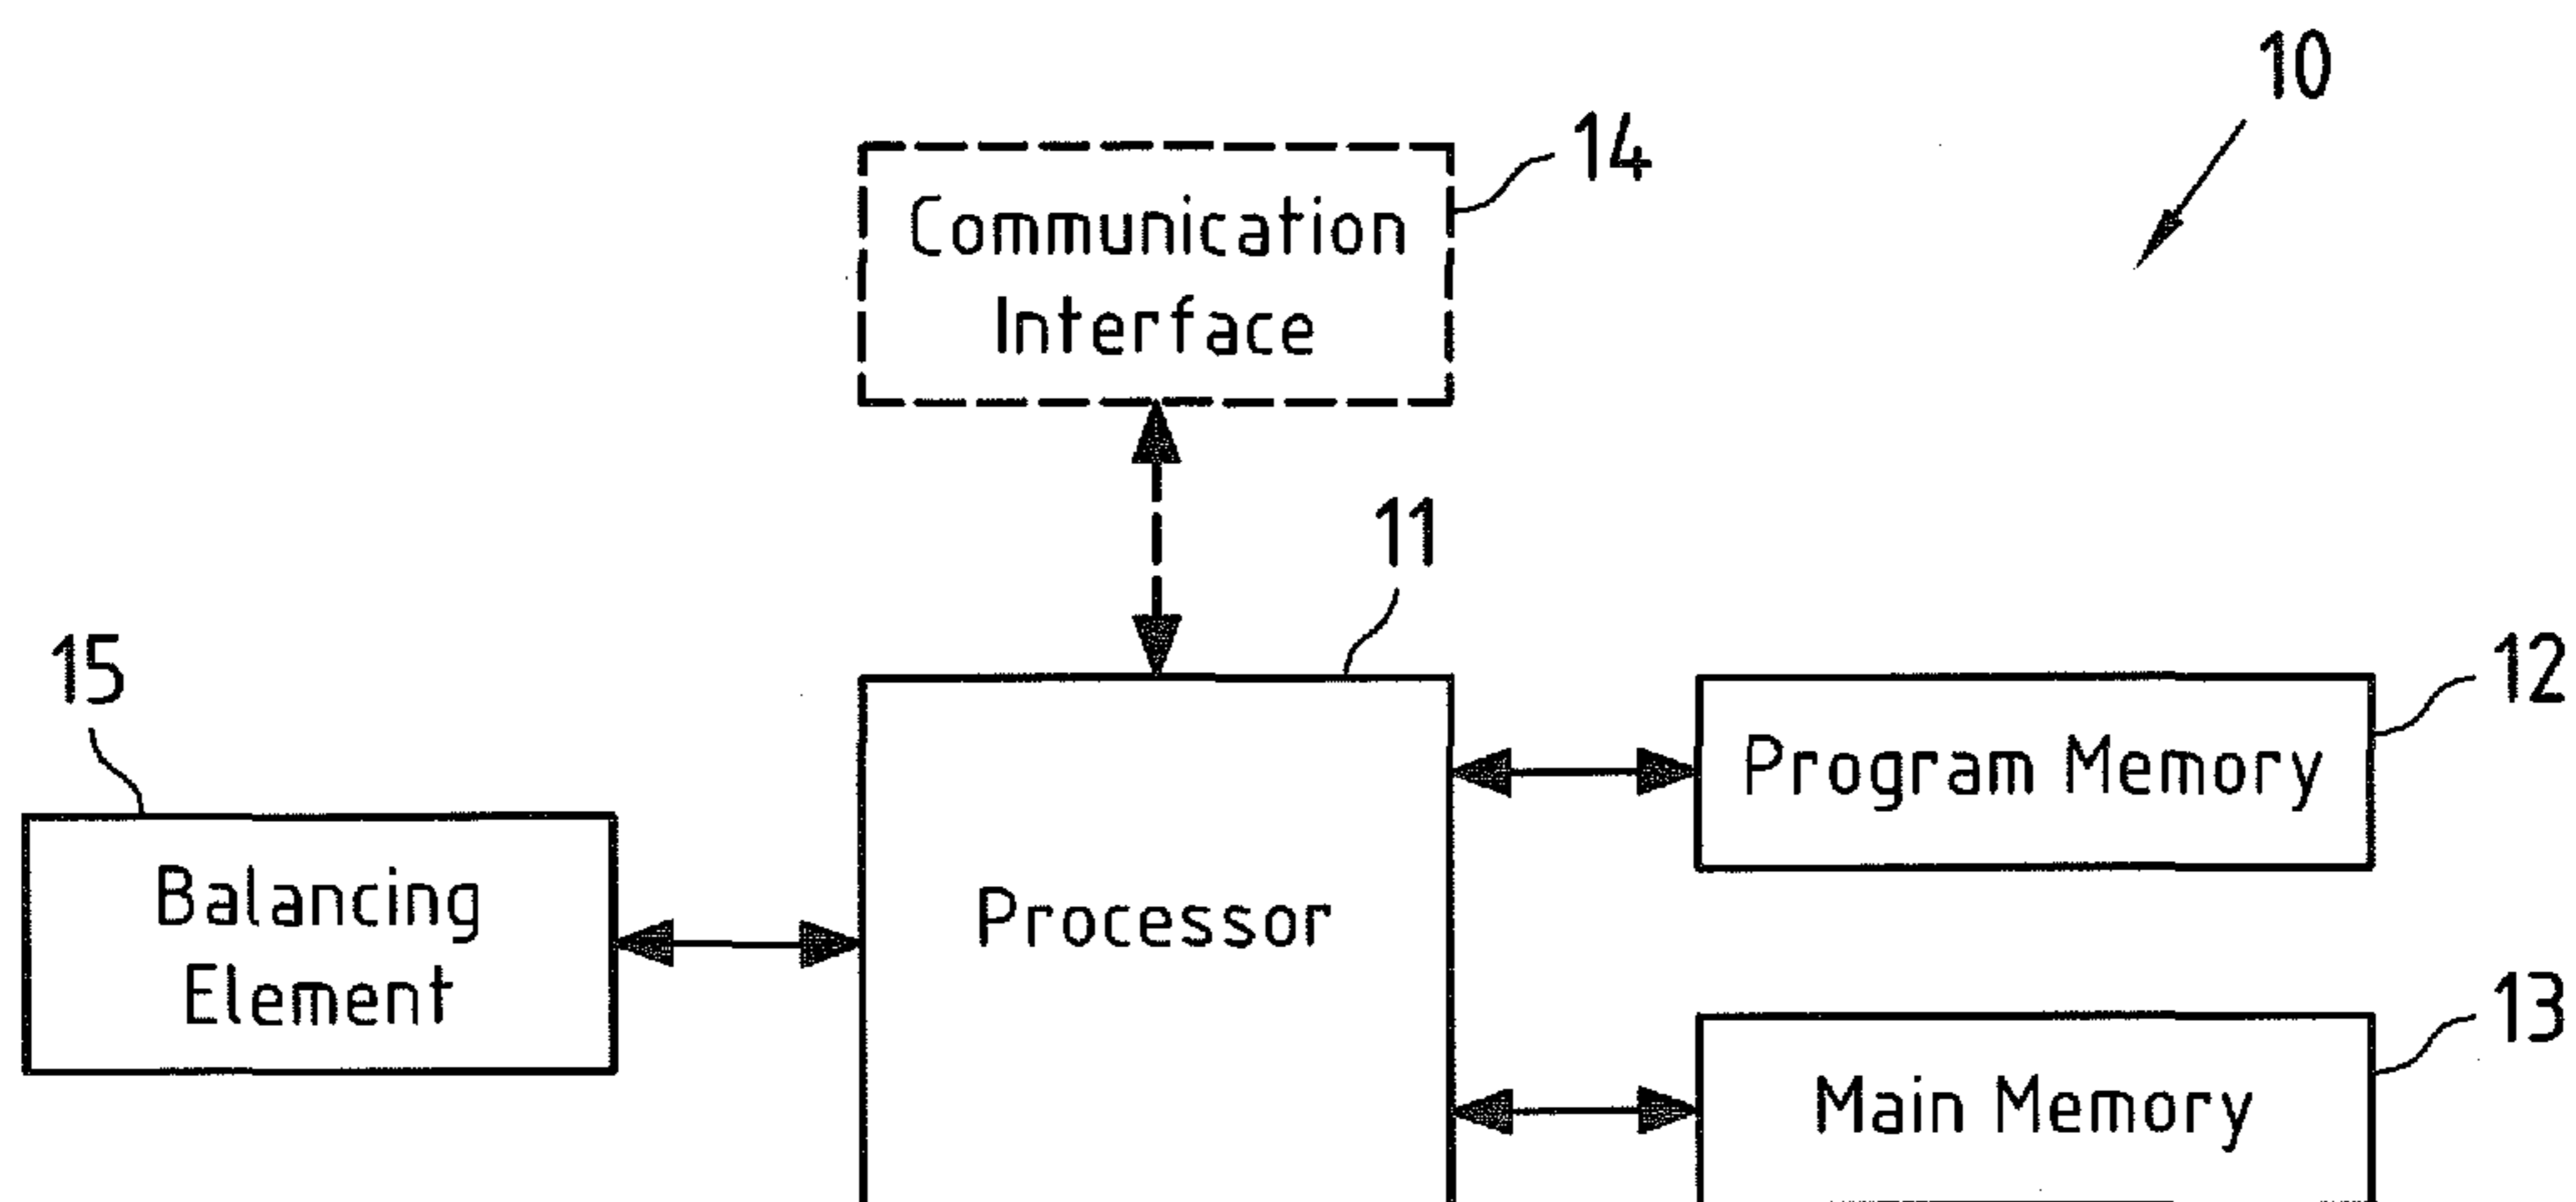 10
14
Communication
Interface
11
15
12
Program Memory
Balancing
Element
Processor
13
Main Memory